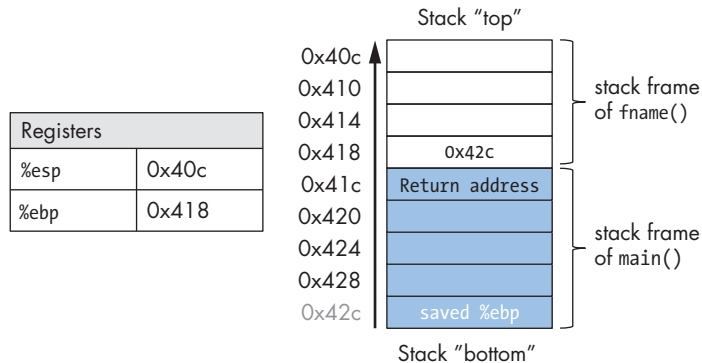 Stack "top"
Registers
%esp 0x40c
%ebp 0x418
0x40c
0x410
0x414
0x418 0x42c
0x41c Return address
0x420
0x424
0x428
0x42c saved %ebp
stack frame
of fname()
stack frame
of main()
Stack "bottom"